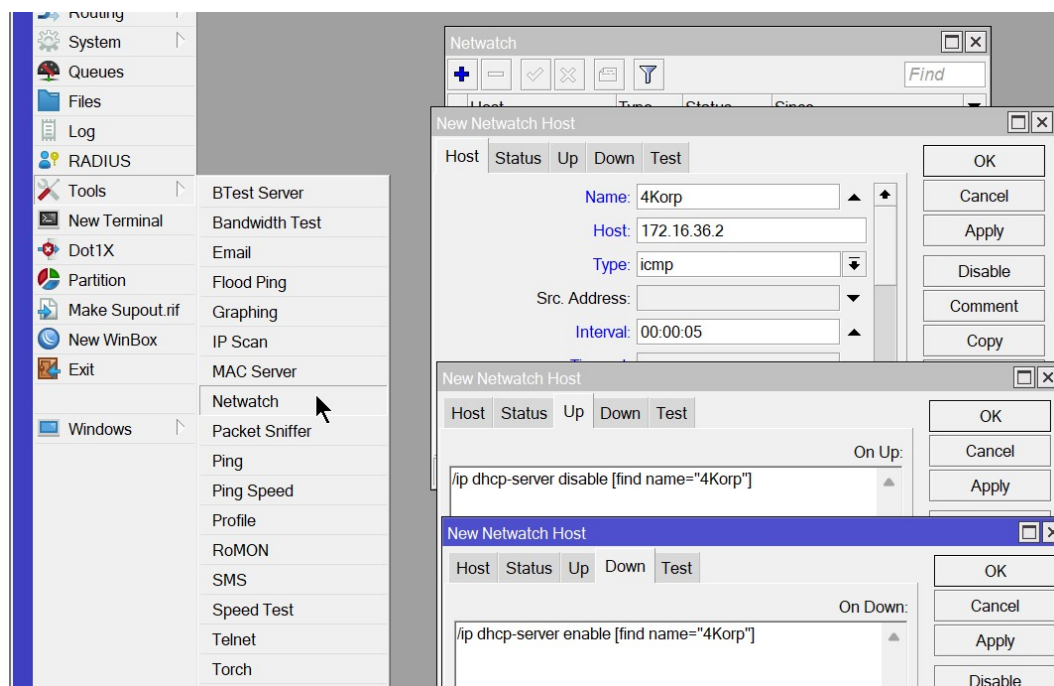 Routing
System
Queues
Files
Log
RADIUS
Tools
New Terminal
Dot1X
Partition
Make Supout.rif
New WinBox
Exit
Windows
BTest Server
Bandwidth Test
Email
Flood Ping
Graphing
IP Scan
MAC Server
Netwatch
Packet Sniffer
Ping
Ping Speed
Profile
RoMON
SMS
Speed Test
Telnet
Torch
Netwatch
Find
Host Type Status Since
New Netwatch Host
Host Status Up Down Test
Name: 4Korp
Host: 172.16.36.2
Type: icmp
Src. Address:
Interval: 00:00:05
OK
Cancel
Apply
Disable
Comment
Copy
New Netwatch Host
Host Status Up Down Test
On Up:
/ip dhcp-server disable [find name="4Korp"]
OK
Cancel
Apply
New Netwatch Host
Host Status Up Down Test
On Down:
/ip dhcp-server enable [find name="4Korp"]
OK
Cancel
Apply
Disable